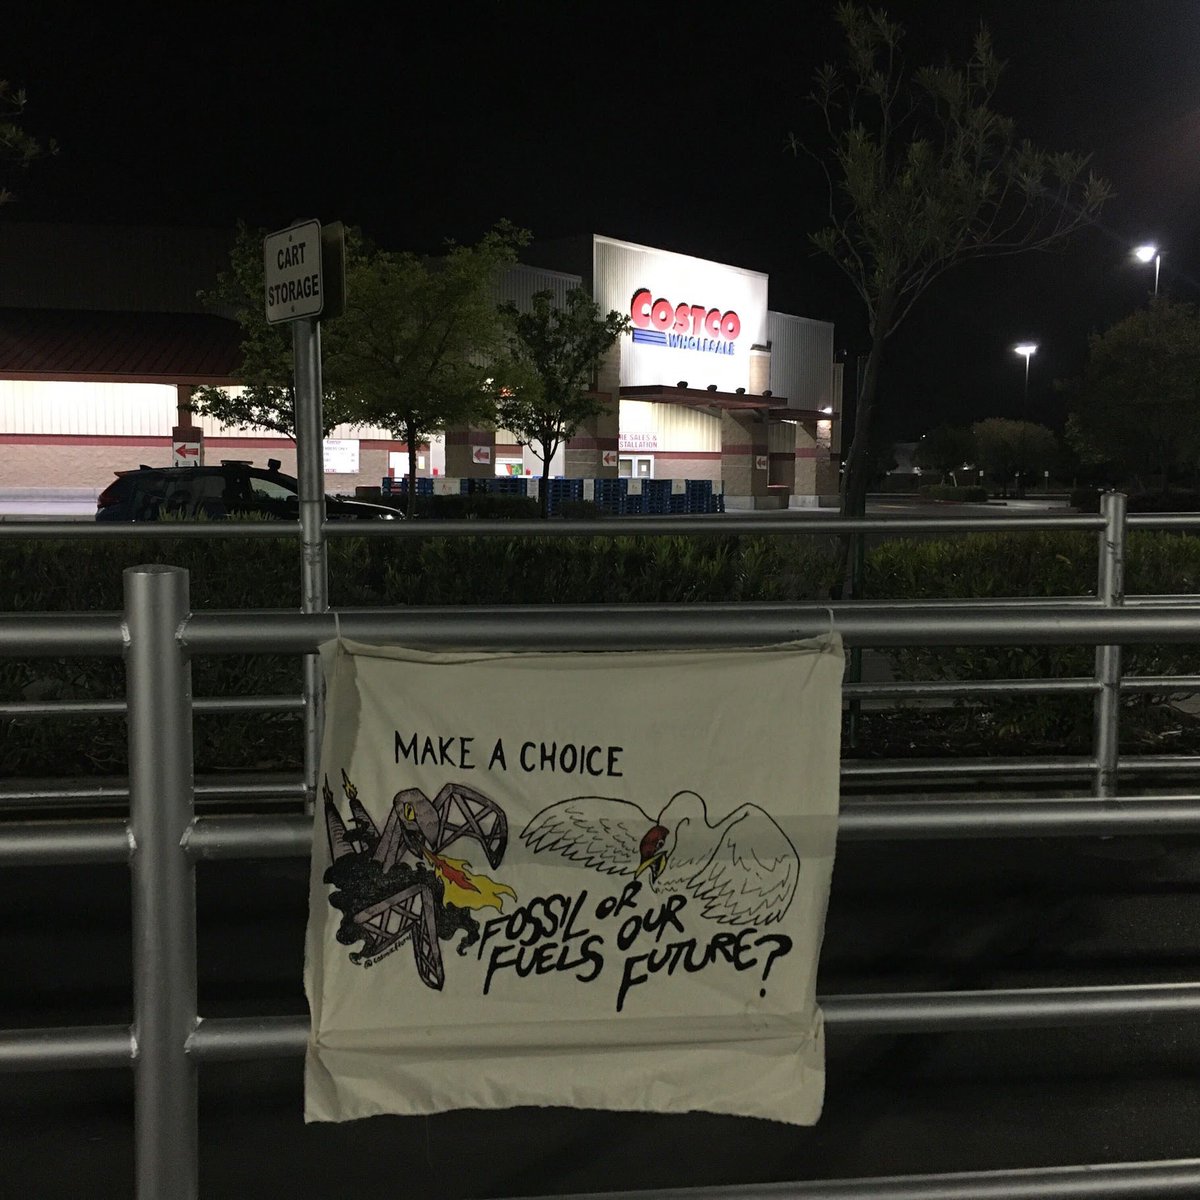 CART
STORAGE
COSTCO
WHOLESALE
MAKE A CHOICE
FOSSIL OR
FUELS OUR
FUTURE?